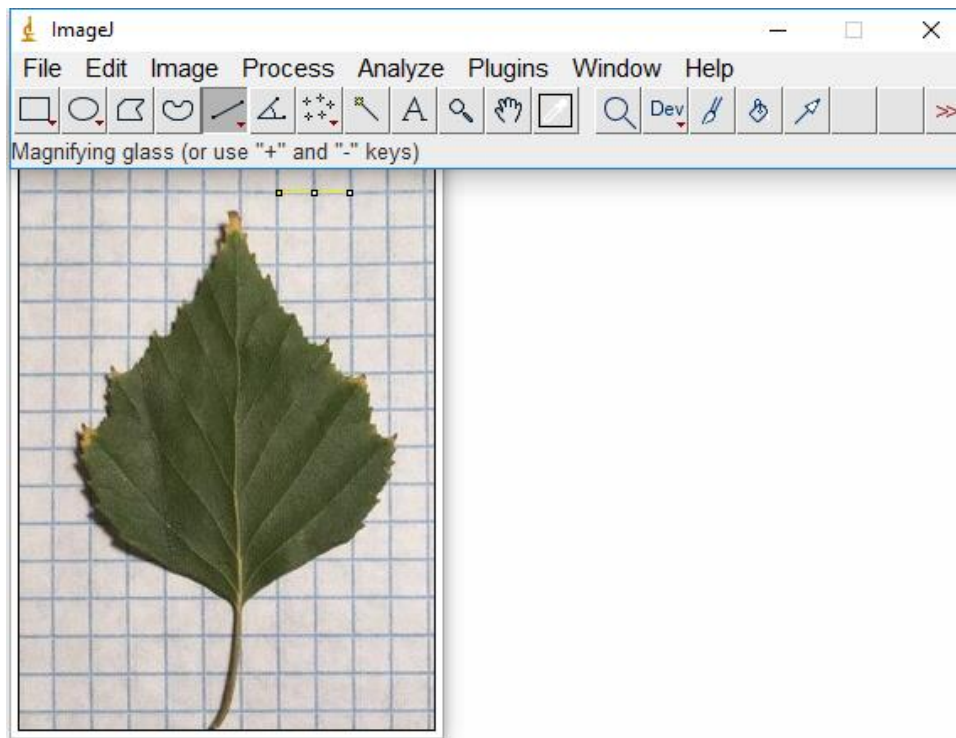 ImageJ
File Edit Image Process Analyze Plugins Window Help
A Dev >>
Magnifying glass (or use "+" and "-" keys)